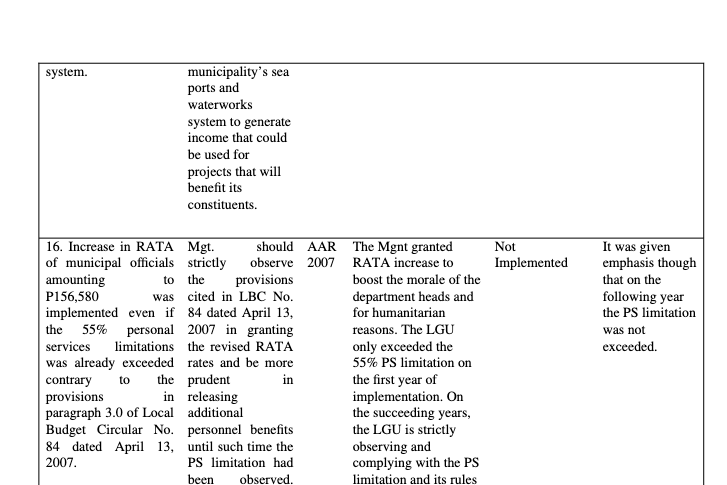 system.
municipality's sea
ports and
waterworks
system to generate
income that could
be used for
projects that will
benefit its
constituents.
16. Increase in RATA
of municipal officials
amounting to
P156,580 was
implemented even if
the 55% personal
services limitations
was already exceeded
contrary to the
provisions in
paragraph 3.0 of Local
Budget Circular No.
84 dated April 13,
2007.
Mgt. should
strictly observe
the provisions
cited in LBC No.
84 dated April 13,
2007 in granting
the revised RATA
rates and be more
prudent in
releasing
additional
personnel benefits
until such time the
PS limitation had
been observed.
AAR
2007
The Mgnt granted
RATA increase to
boost the morale of the
department heads and
for humanitarian
reasons. The LGU
only exceeded the
55% PS limitation on
the first year of
implementation. On
the succeeding years,
the LGU is strictly
observing and
complying with the PS
limitation and its rules
Not
Implemented
It was given
emphasis though
that on the
following year
the PS limitation
was not
exceeded.